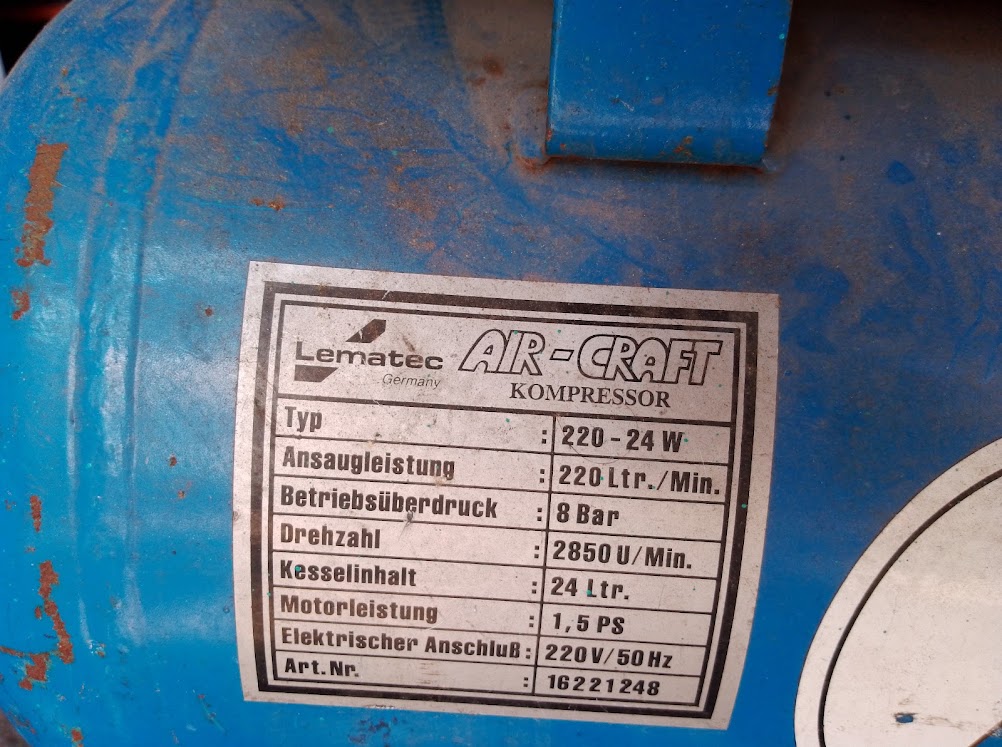 Lematec
Germany
AIR-CRAFT
KOMPRESSOR
Typ : 220-24 W
Ansaugleistung : 220 Ltr./Min.
Betriebsüberdruck : 8 Bar
Drehzahl : 2850 U/Min.
Kesselinhalt : 24 Ltr.
Motorleistung : 1,5 PS
Elektrischer Anschluß : 220V/50Hz
Art.Nr. : 16221248